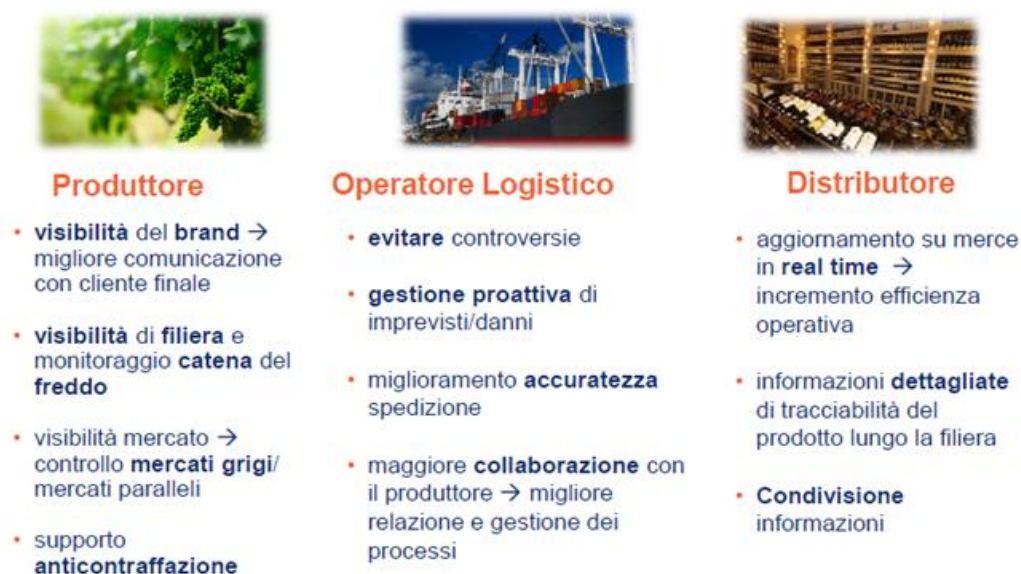 Produttore
• visibilità del brand →
migliore comunicazione
con cliente finale
• visibilità di filiera e
monitoraggio catena del
freddo
• visibilità mercato →
controllo mercati grigi/
mercati paralleli
• supporto
anticontraffazione
Operatore Logistico
• evitare controversie
• gestione proattiva di
imprevisti/danni
• miglioramento accuratezza
spedizione
• maggiore collaborazione con
il produttore → migliore
relazione e gestione dei
processi
Distributore
• aggiornamento su merce
in real time →
incremento efficienza
operativa
• informazioni dettagliate
di tracciabilità del
prodotto lungo la filiera
• Condivisione
informazioni